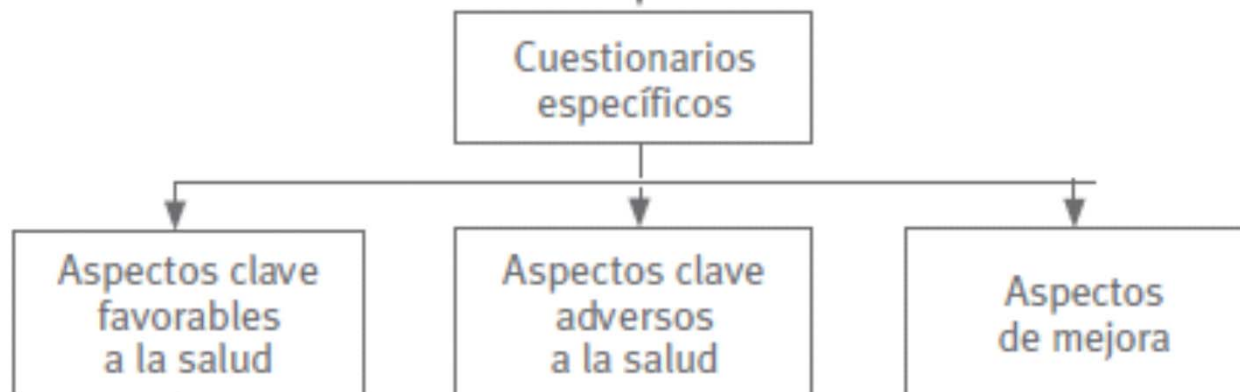 Cuestionarios
específicos
Aspectos clave
favorables
a la salud
Aspectos clave
adversos
a la salud
Aspectos
de mejora